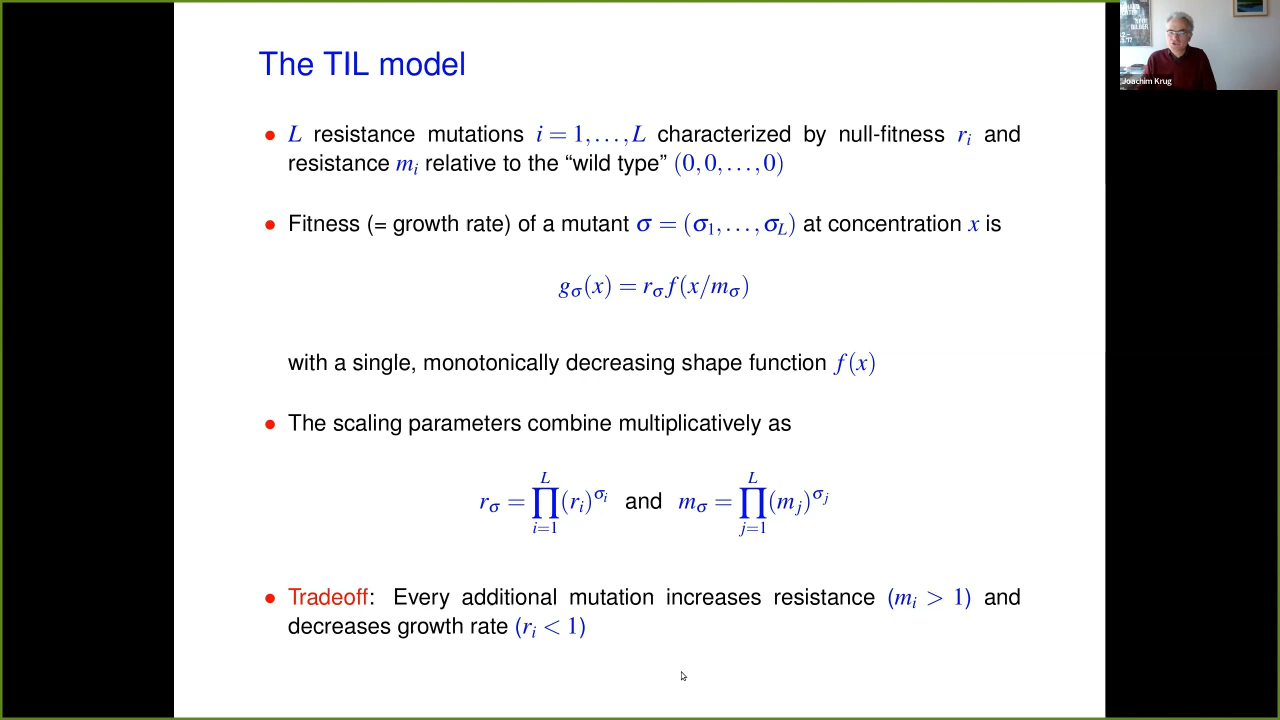 The TIL model
• L resistance mutations i = 1,...,L characterized by null-fitness r_i and
resistance m_i relative to the “wild type” (0,0,...,0)
• Fitness (= growth rate) of a mutant σ = (σ_1,...,σ_L) at concentration x is
g_σ(x) = r_σ f(x/m_σ)
with a single, monotonically decreasing shape function f(x)
• The scaling parameters combine multiplicatively as
r_σ = ∏_{i=1}^{L} (r_i)^{σ_i} and m_σ = ∏_{j=1}^{L} (m_j)^{σ_j}
• Tradeoff: Every additional mutation increases resistance (m_i > 1) and
decreases growth rate (r_i < 1)
Joachim Krug